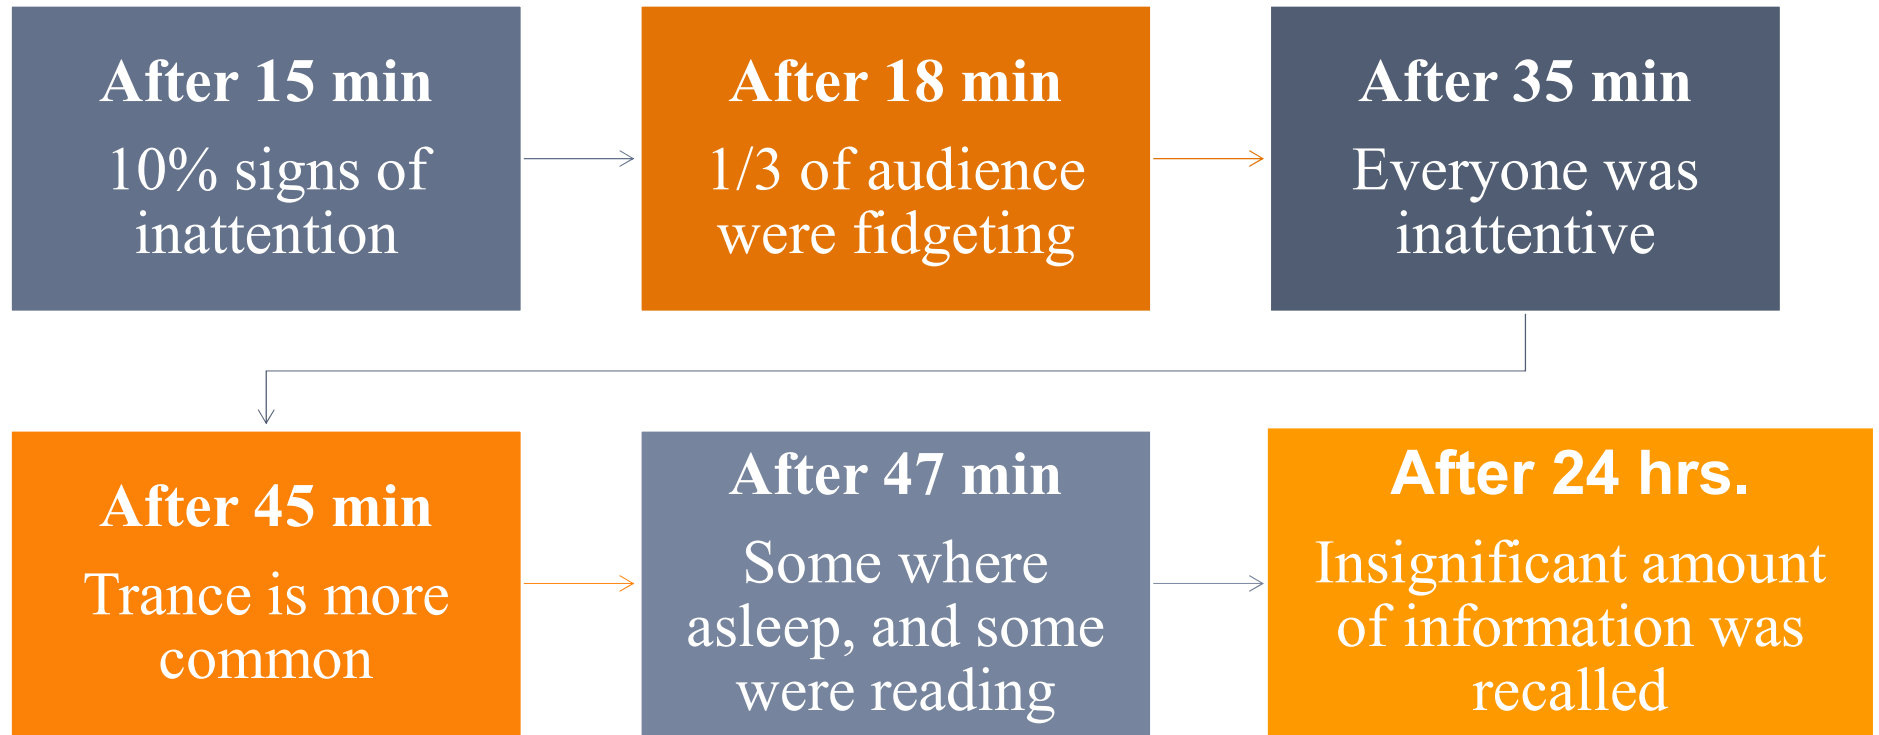 After 15 min
10% signs of
inattention
After 18 min
1/3 of audience
were fidgeting
After 35 min
Everyone was
inattentive
After 45 min
Trance is more
common
After 47 min
Some where
asleep, and some
were reading
After 24 hrs.
Insignificant amount
of information was
recalled